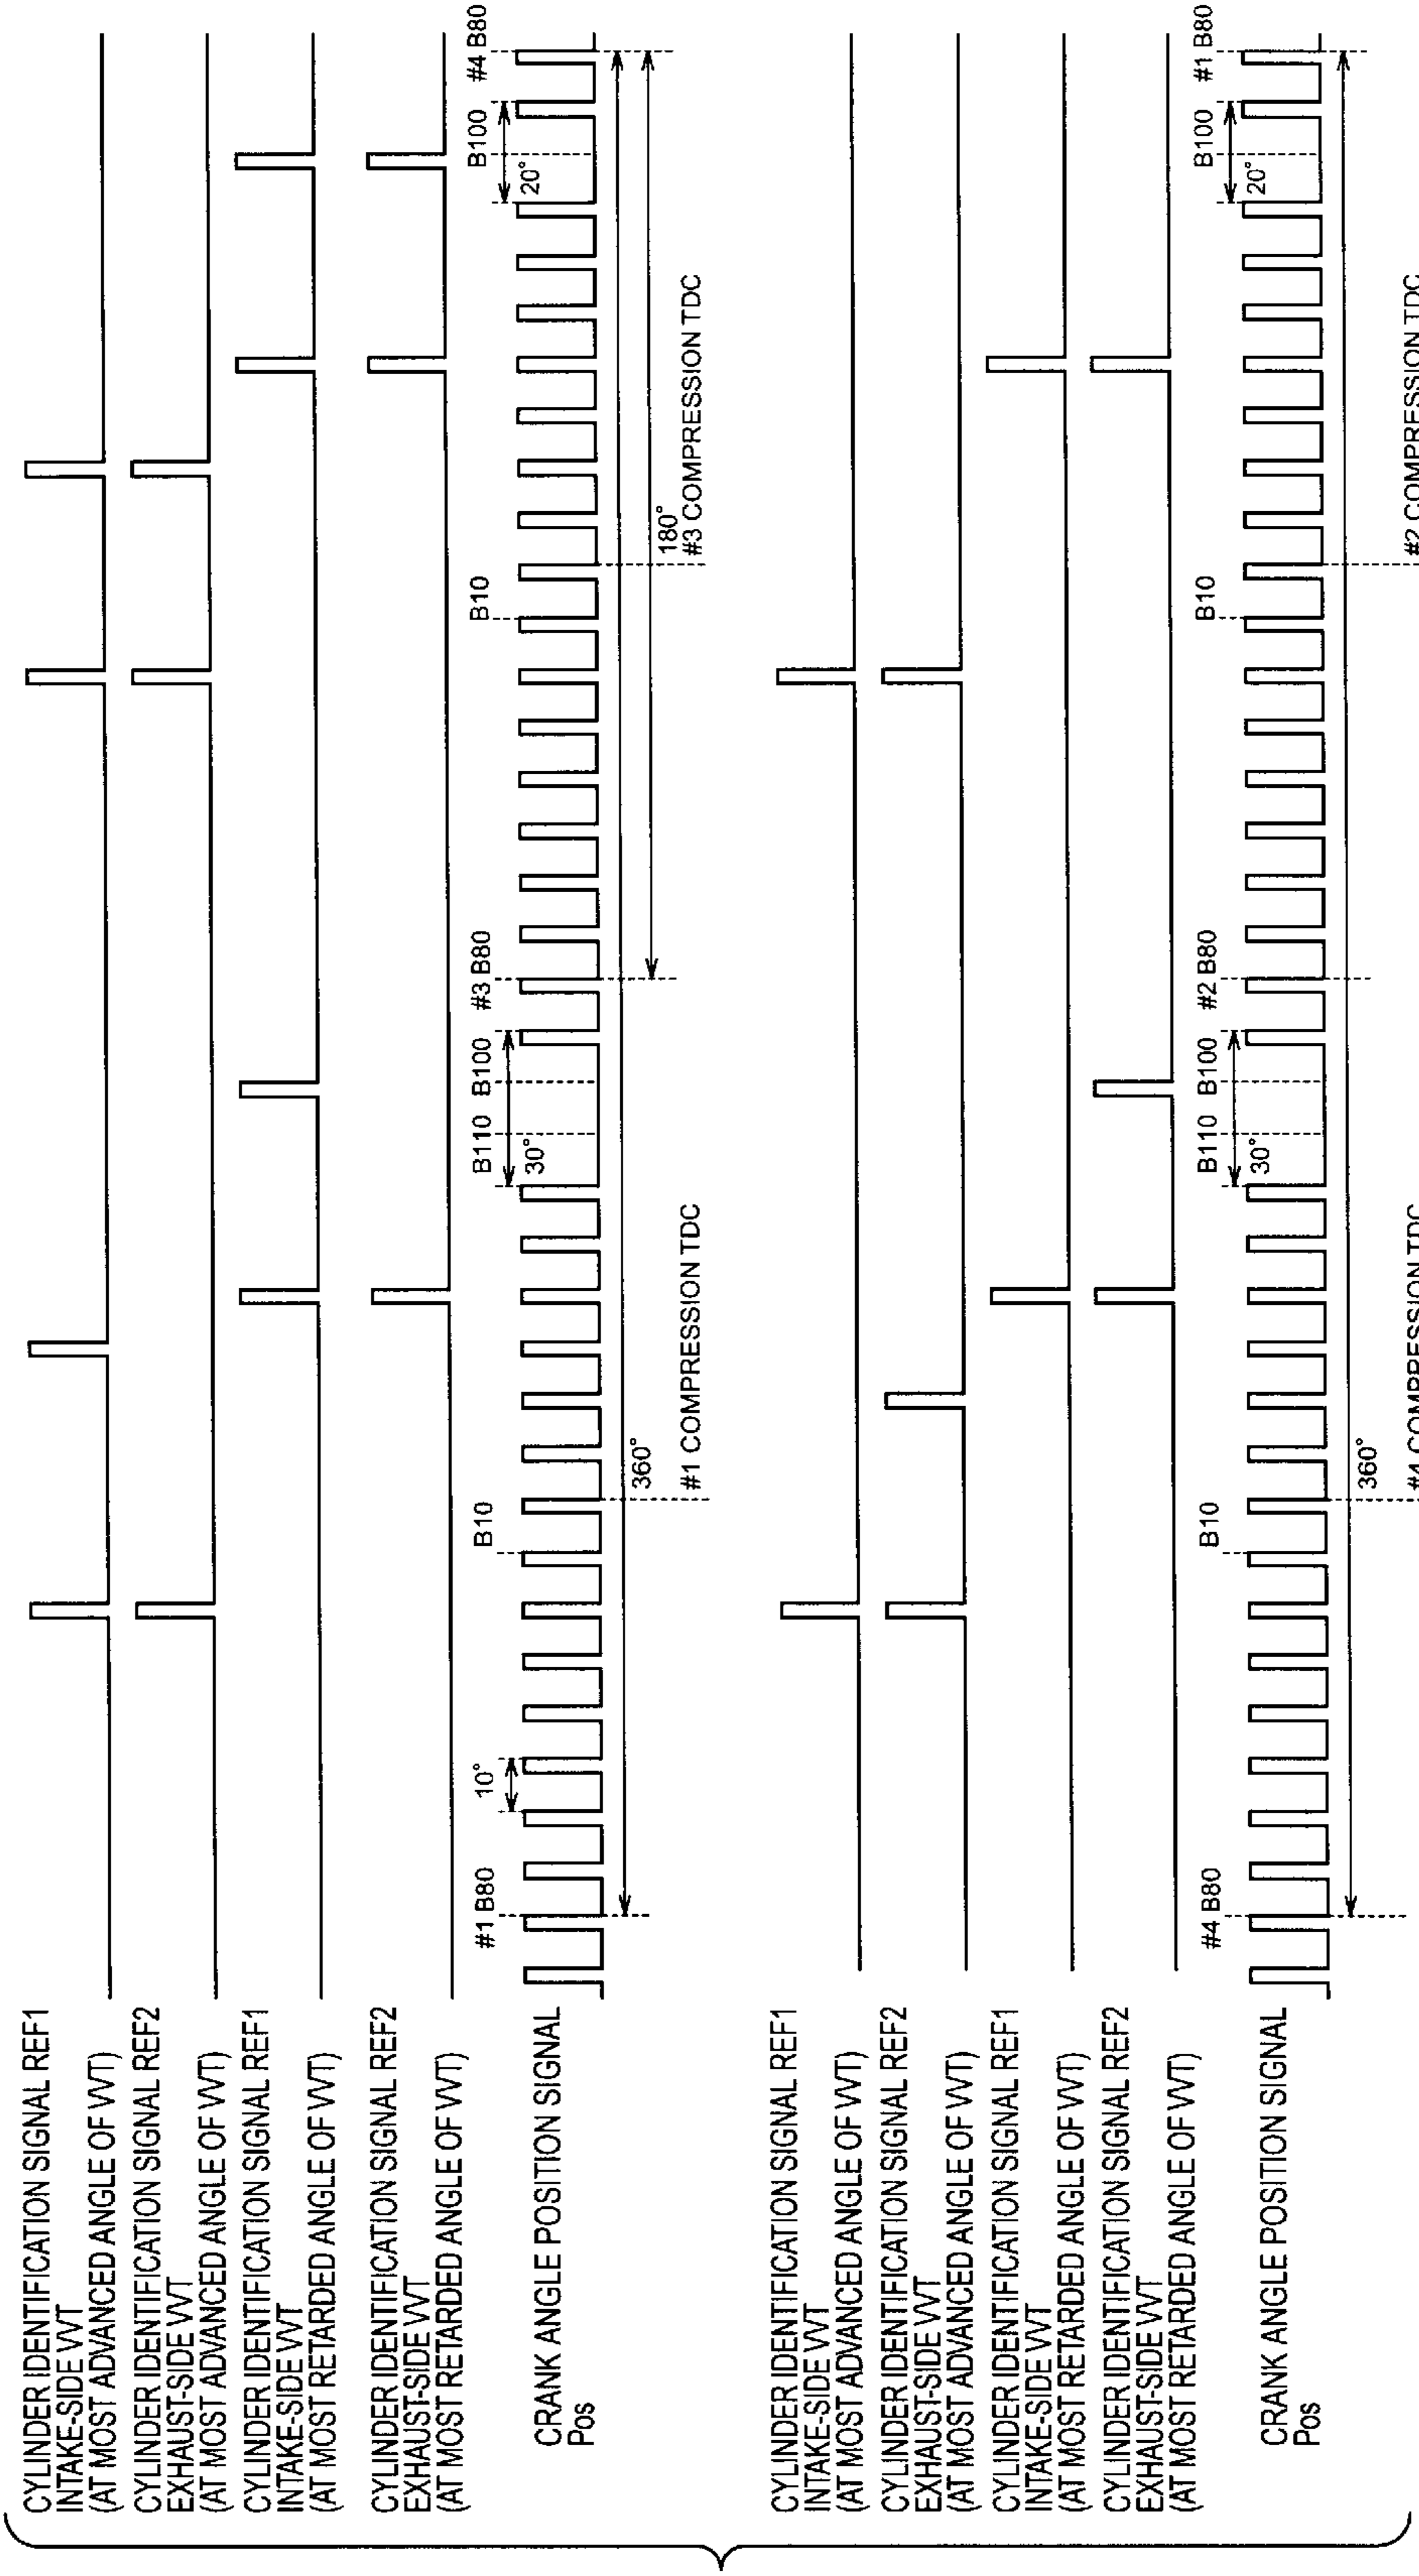 CYLINDER IDENTIFICATION SIGNAL REF1
INTAKE-SIDE VVT
(AT MOST ADVANCED ANGLE OF VVT)
CYLINDER IDENTIFICATION SIGNAL REF2
EXHAUST-SIDE VVT
(AT MOST ADVANCED ANGLE OF VVT)
CYLINDER IDENTIFICATION SIGNAL REF1
INTAKE-SIDE VVT
(AT MOST RETARDED ANGLE OF VVT)
CYLINDER IDENTIFICATION SIGNAL REF2
EXHAUST-SIDE VVT
(AT MOST RETARDED ANGLE OF VVT)
#1 B80 10° B10 B110 B100 #3 B80 B10 B100 #4 B80
30° 20°
CRANK ANGLE POSITION SIGNAL
Pos
360° 180°
#1 COMPRESSION TDC #3 COMPRESSION TDC
CYLINDER IDENTIFICATION SIGNAL REF1
INTAKE-SIDE VVT
(AT MOST ADVANCED ANGLE OF VVT)
CYLINDER IDENTIFICATION SIGNAL REF2
EXHAUST-SIDE VVT
(AT MOST ADVANCED ANGLE OF VVT)
CYLINDER IDENTIFICATION SIGNAL REF1
INTAKE-SIDE VVT
(AT MOST RETARDED ANGLE OF VVT)
CYLINDER IDENTIFICATION SIGNAL REF2
EXHAUST-SIDE VVT
(AT MOST RETARDED ANGLE OF VVT)
#4 B80 B10 B110 B100 #2 B80 B10 B100 #1 B80
30° 20°
CRANK ANGLE POSITION SIGNAL
Pos
360°
#4 COMPRESSION TDC #2 COMPRESSION TDC